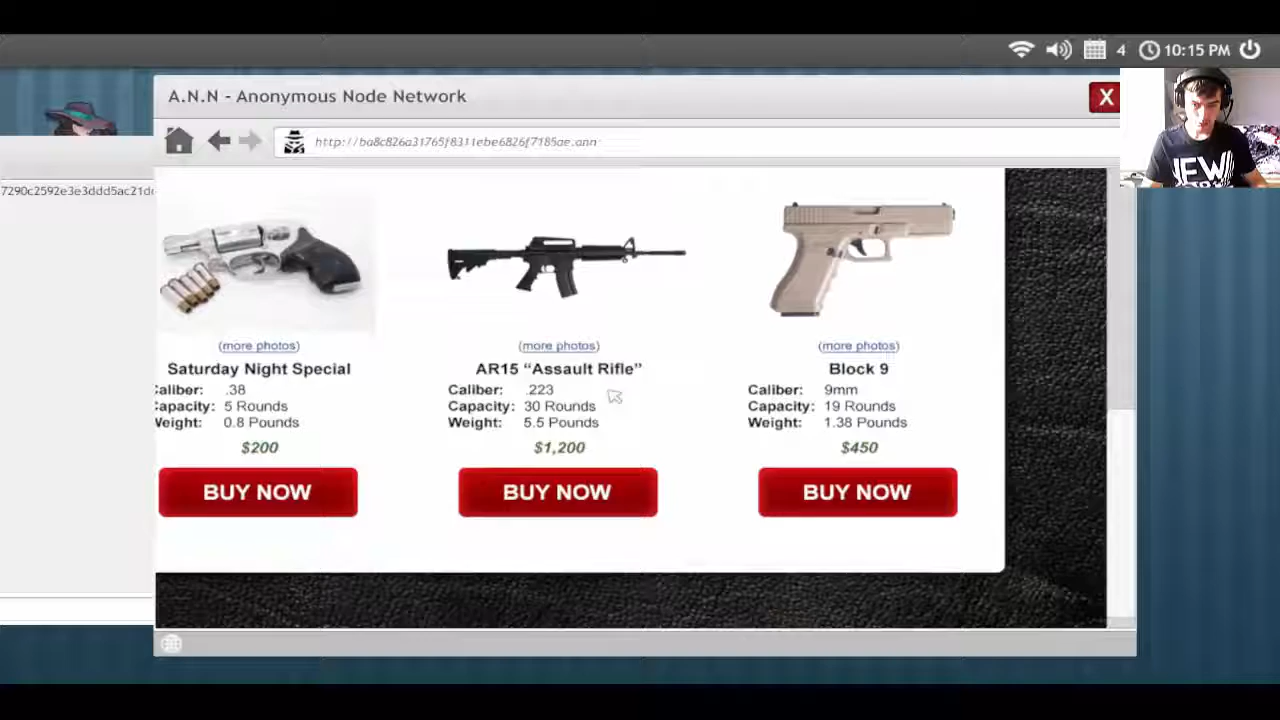 4 10:15 PM
A.N.N - Anonymous Node Network
X
http://ba8c826a31765f8311ebe6826f7185ae.ann
(more photos) (more photos) (more photos)
Saturday Night Special AR15 “Assault Rifle” Block 9
Caliber: .38 Caliber: .223 Caliber: 9mm
Capacity: 5 Rounds Capacity: 30 Rounds Capacity: 19 Rounds
Weight: 0.8 Pounds Weight: 5.5 Pounds Weight: 1.38 Pounds
$200 $1,200 $450
BUY NOW BUY NOW BUY NOW